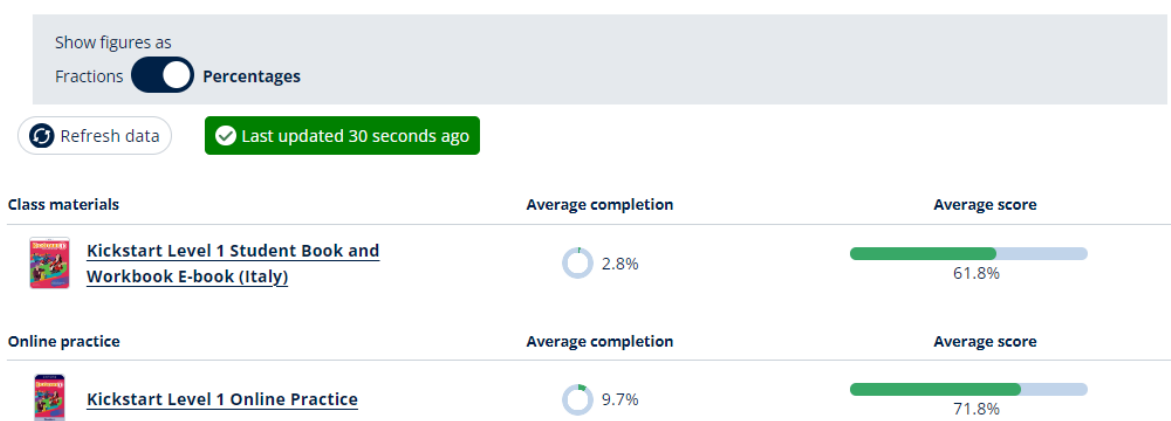 Show figures as
Fractions Percentages
Refresh data Last updated 30 seconds ago
Class materials Average completion Average score
Kickstart Level 1 Student Book and
Workbook E-book (Italy)
2.8%
61.8%
Online practice Average completion Average score
Kickstart Level 1 Online Practice 9.7%
71.8%